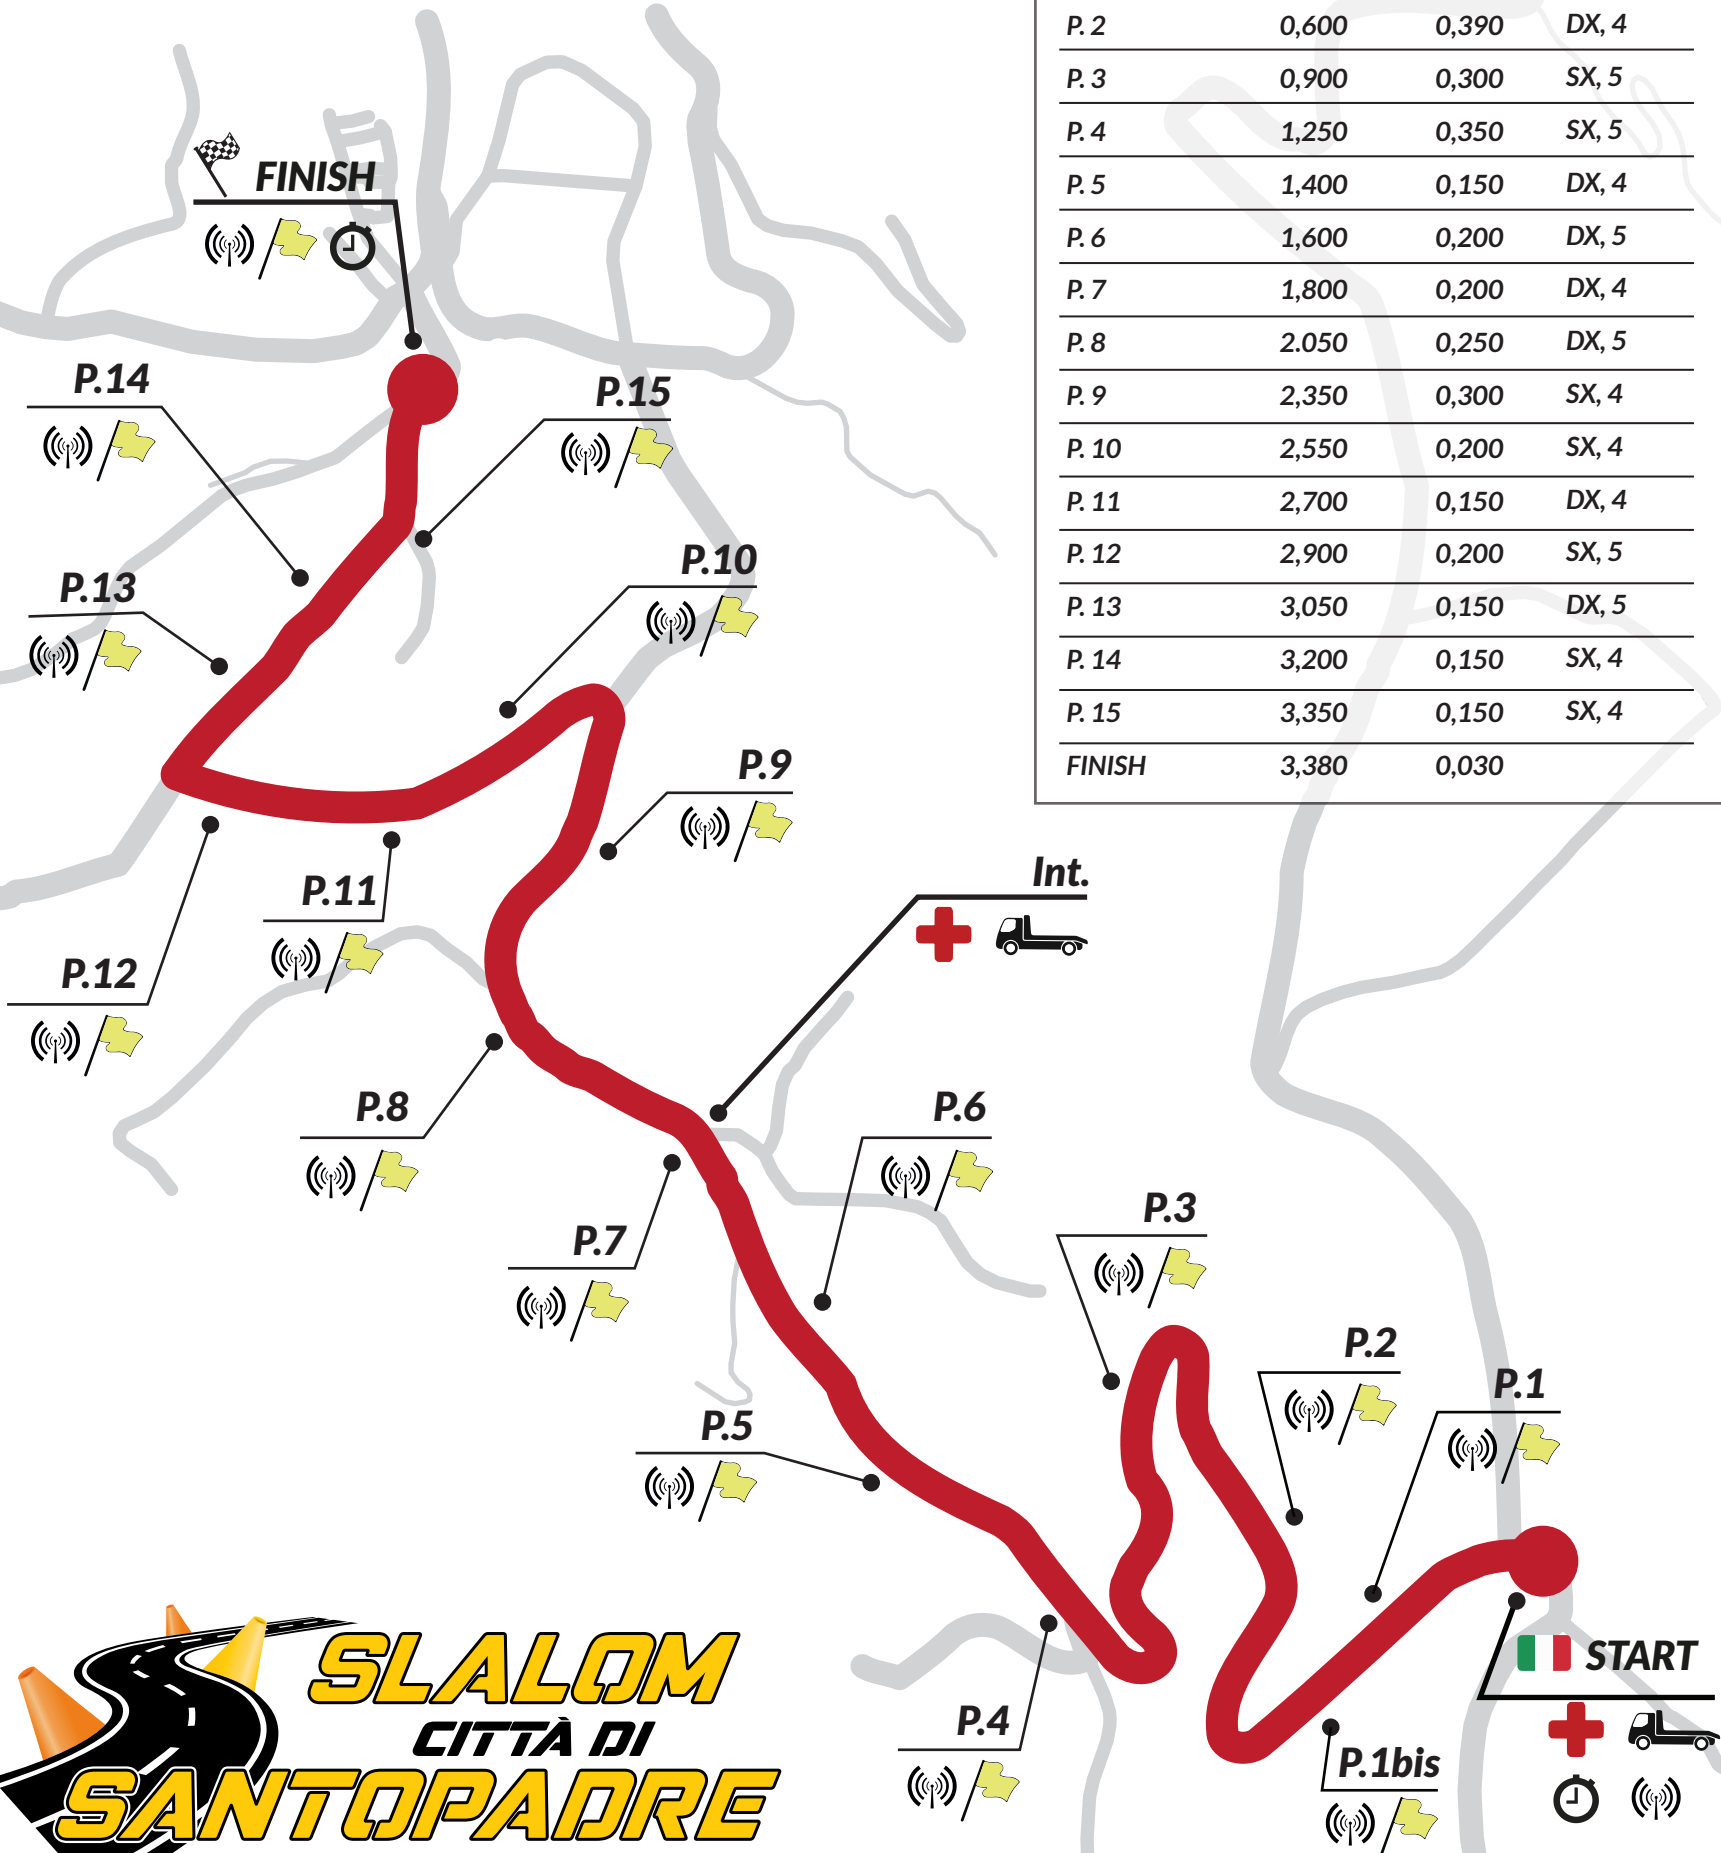 P. 2 0,600 0,390 DX, 4
P. 3 0,900 0,300 SX, 5
P. 4 1,250 0,350 SX, 5
P. 5 1,400 0,150 DX, 4
P. 6 1,600 0,200 DX, 5
P. 7 1,800 0,200 DX, 4
P. 8 2.050 0,250 DX, 5
P. 9 2,350 0,300 SX, 4
P. 10 2,550 0,200 SX, 4
P. 11 2,700 0,150 DX, 4
P. 12 2,900 0,200 SX, 5
P. 13 3,050 0,150 DX, 5
P. 14 3,200 0,150 SX, 4
P. 15 3,350 0,150 SX, 4
FINISH 3,380 0,030
FINISH
P.14
P.15
P.10
P.13
P.9
Int.
P.11
P.12
P.8
P.6
P.3
P.7
P.2
P.1
P.5
START
P.4
P.1bis
SLALOM
CITTÀ DI
SANTOPADRE